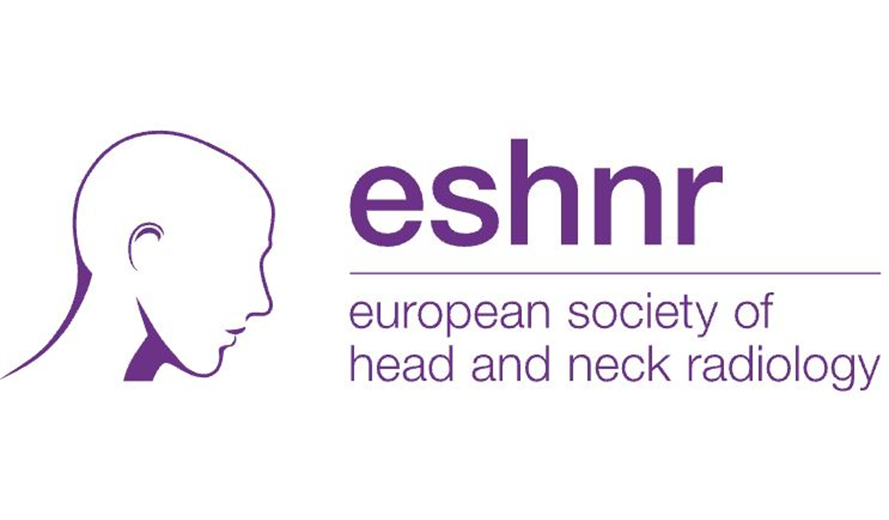 eshnr
european society of
head and neck radiology